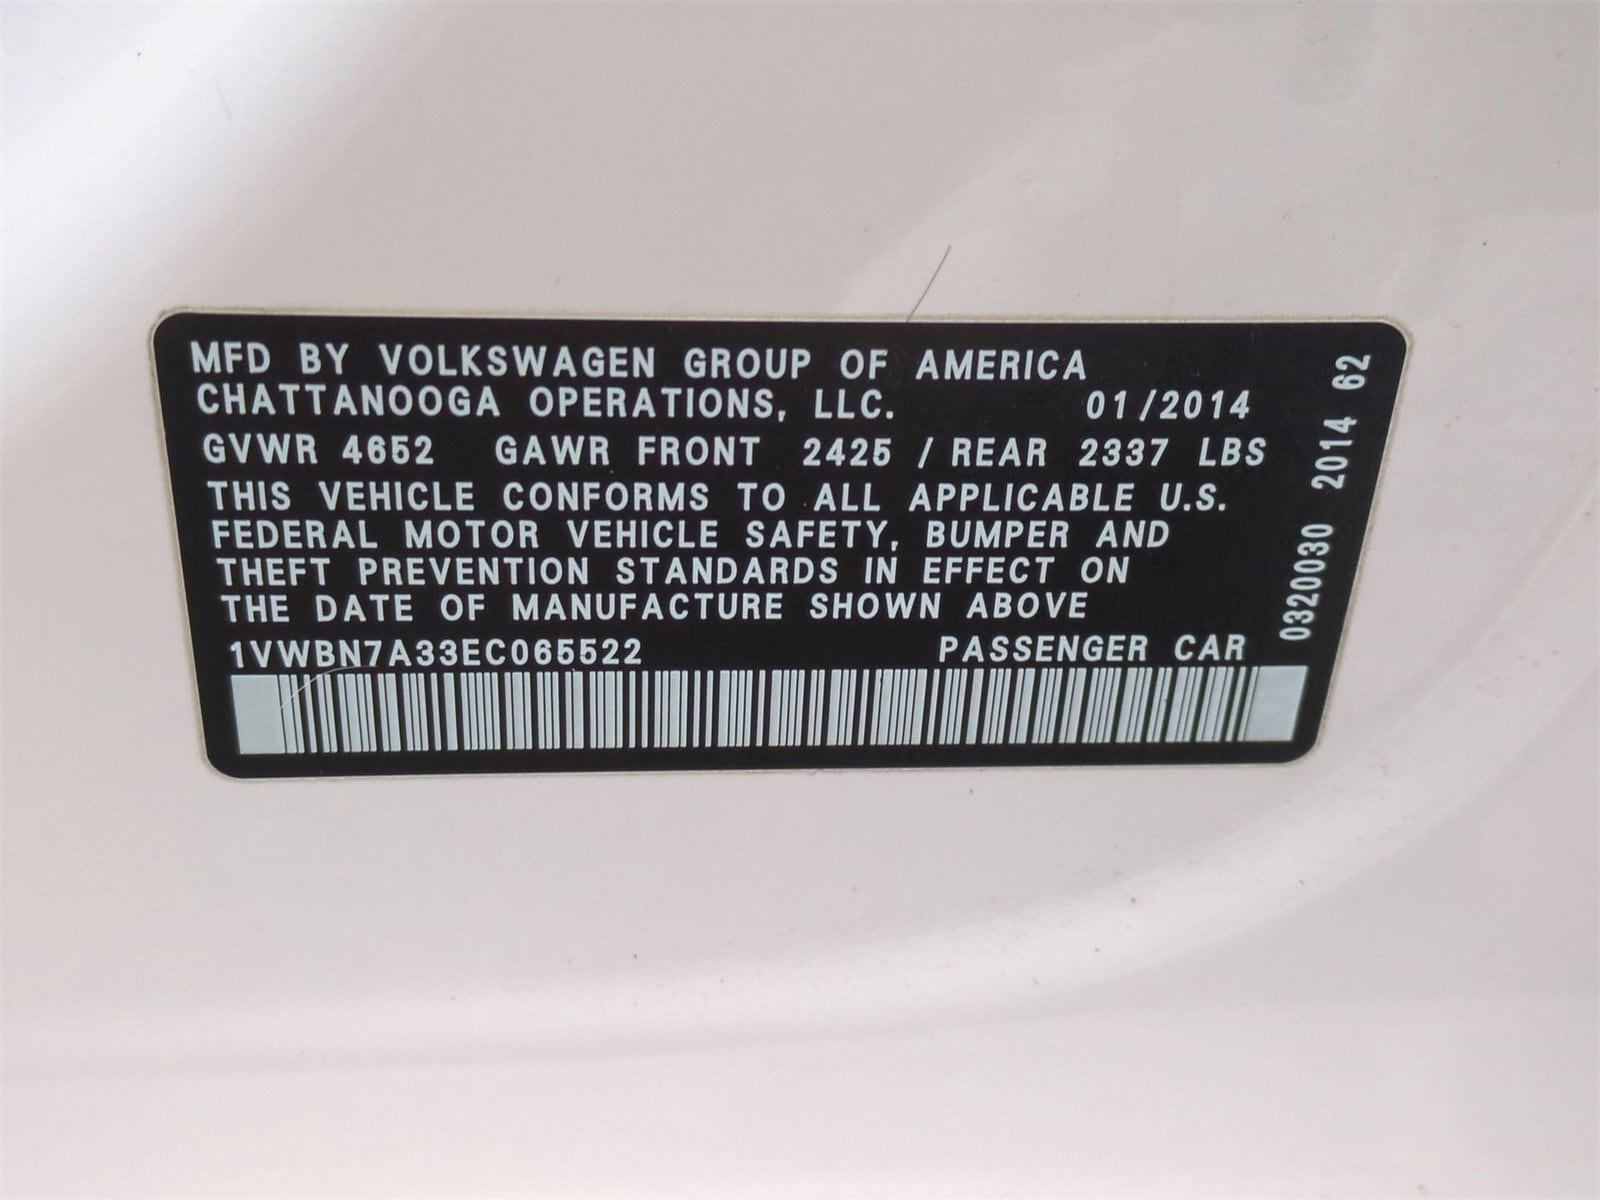 MFD BY VOLKSWAGEN GROUP OF AMERICA
CHATTANOOGA OPERATIONS, LLC. 01/2014
GVWR 4652 GAWR FRONT 2425 / REAR 2337 LBS
THIS VEHICLE CONFORMS TO ALL APPLICABLE U.S.
FEDERAL MOTOR VEHICLE SAFETY, BUMPER AND
THEFT PREVENTION STANDARDS IN EFFECT ON
THE DATE OF MANUFACTURE SHOWN ABOVE
1VWBN7A33EC065522 PASSENGER CAR
0320030 2014 62